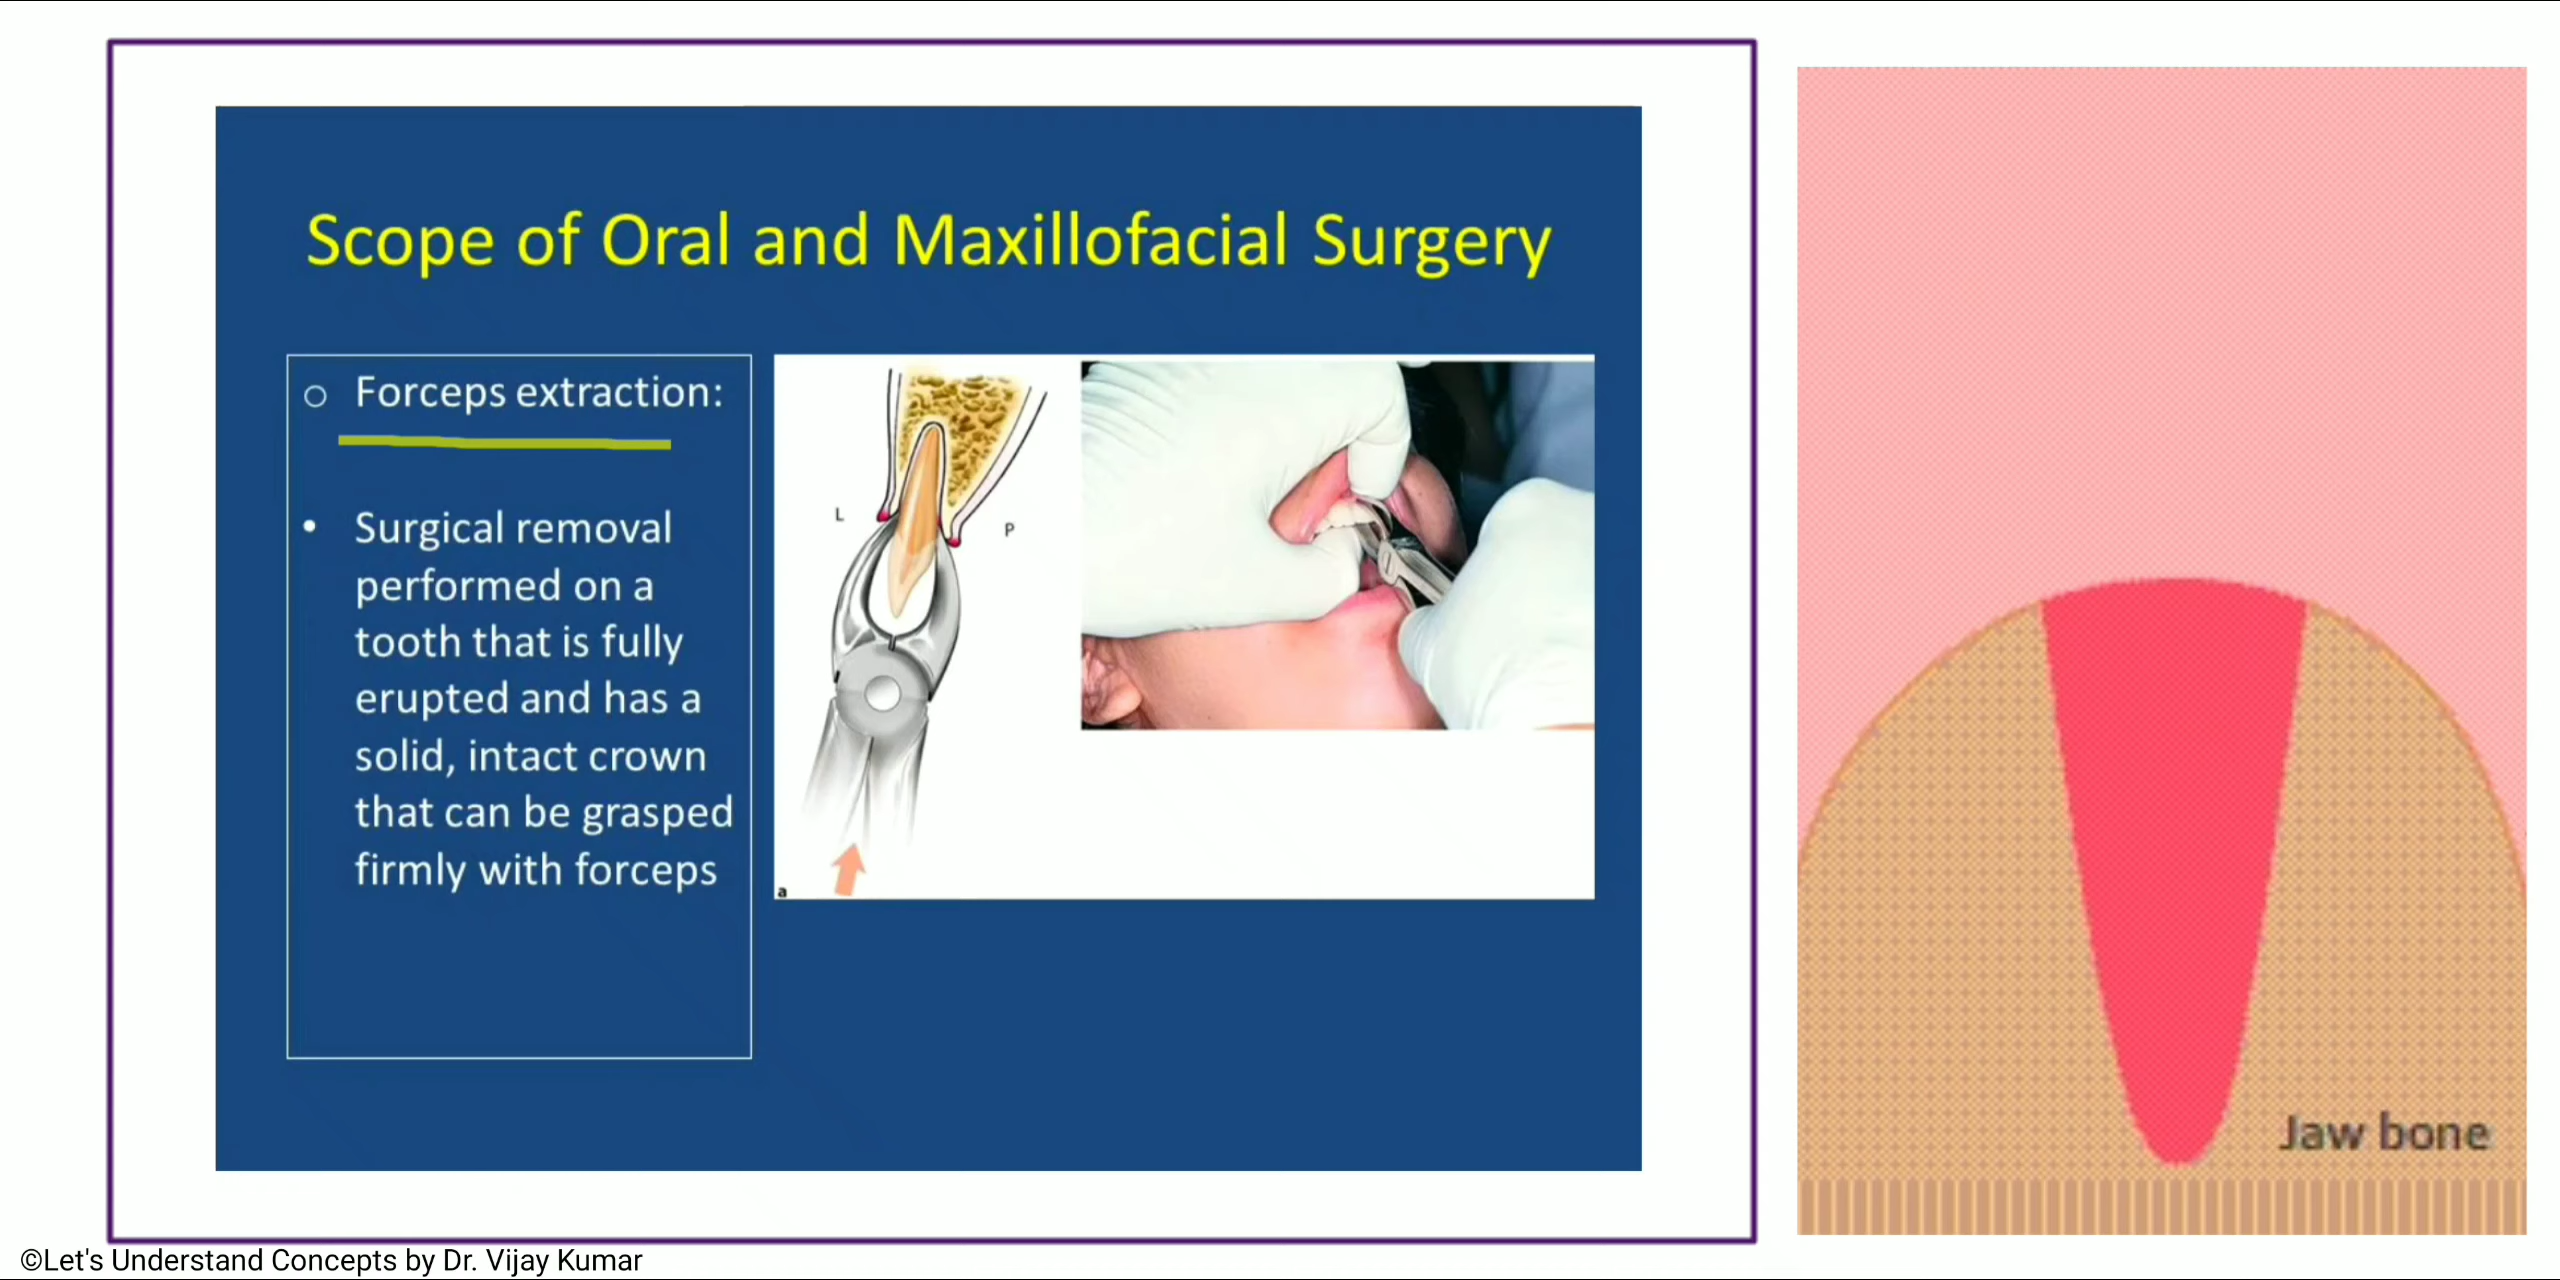 Scope of Oral and Maxillofacial Surgery
o Forceps extraction:
• Surgical removal
performed on a
tooth that is fully
erupted and has a
solid, intact crown
that can be grasped
firmly with forceps
L
P
a
Jaw bone
©Let's Understand Concepts by Dr. Vijay Kumar